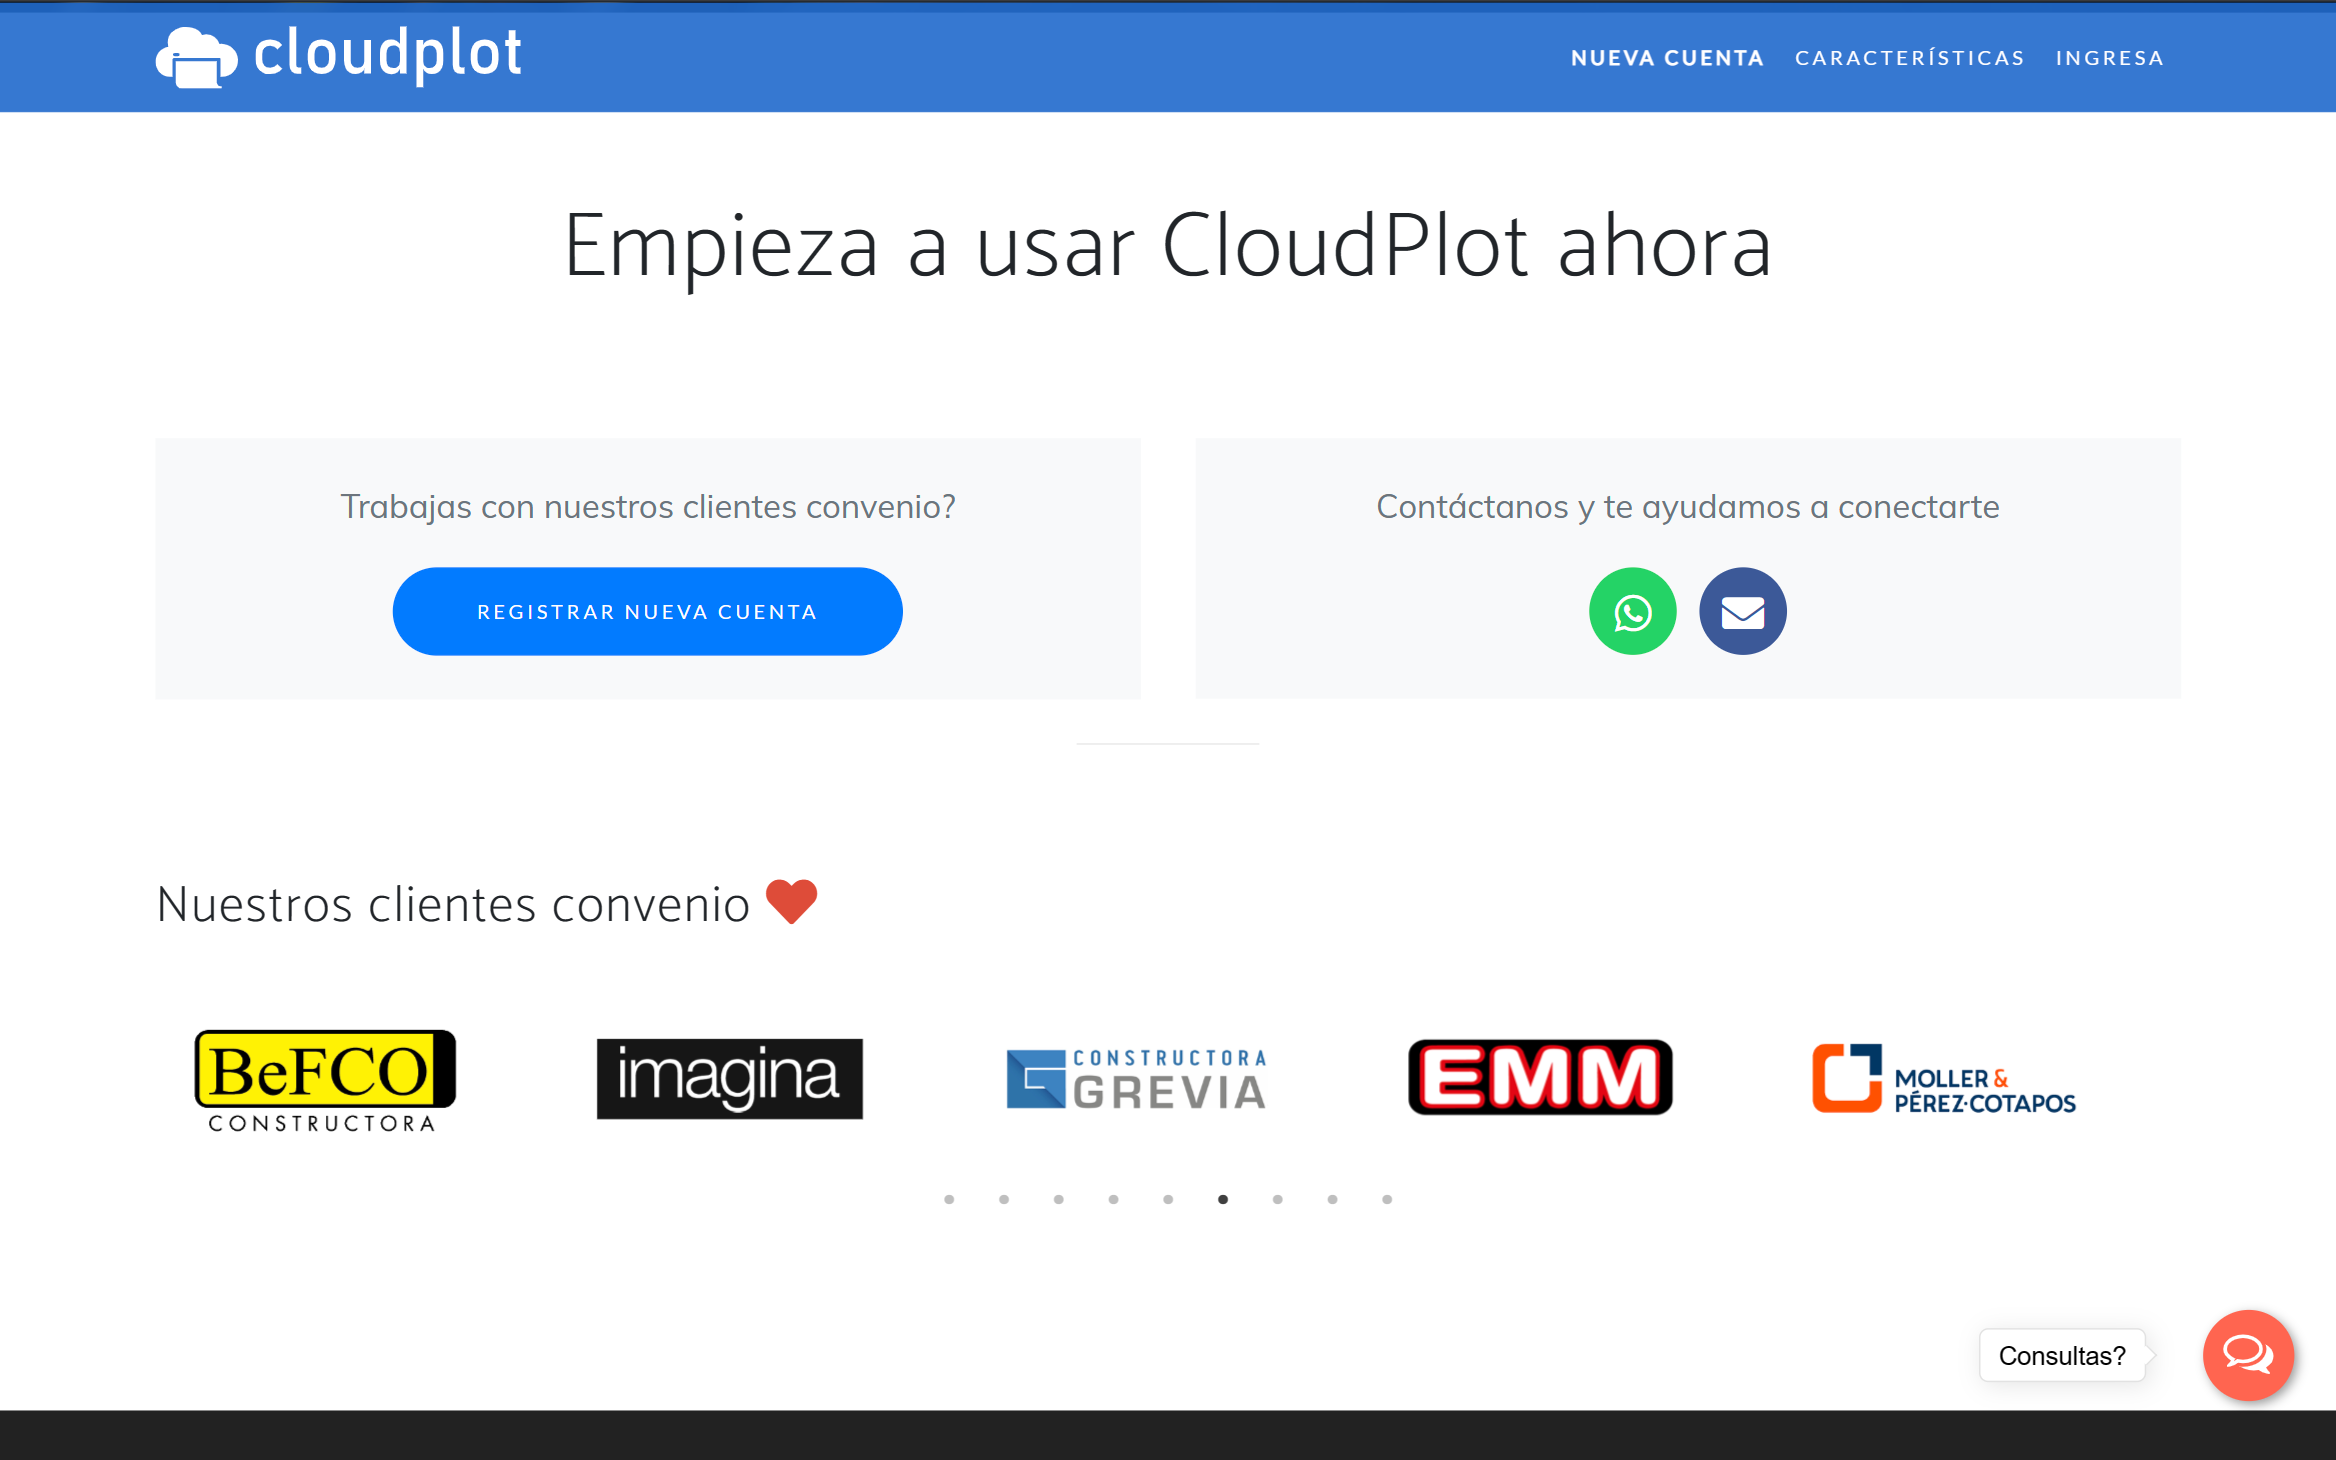 cloudplot
NUEVA CUENTA CARACTERÍSTICAS INGRESA
Empieza a usar CloudPlot ahora
Trabajas con nuestros clientes convenio?
REGISTRAR NUEVA CUENTA
Contáctanos y te ayudamos a conectarte
Nuestros clientes convenio
BeFCO
CONSTRUCTORA
imagina
CONSTRUCTORA
GREVIA
EMM
MOLLER &
PÉREZ·COTAPOS
Consultas?